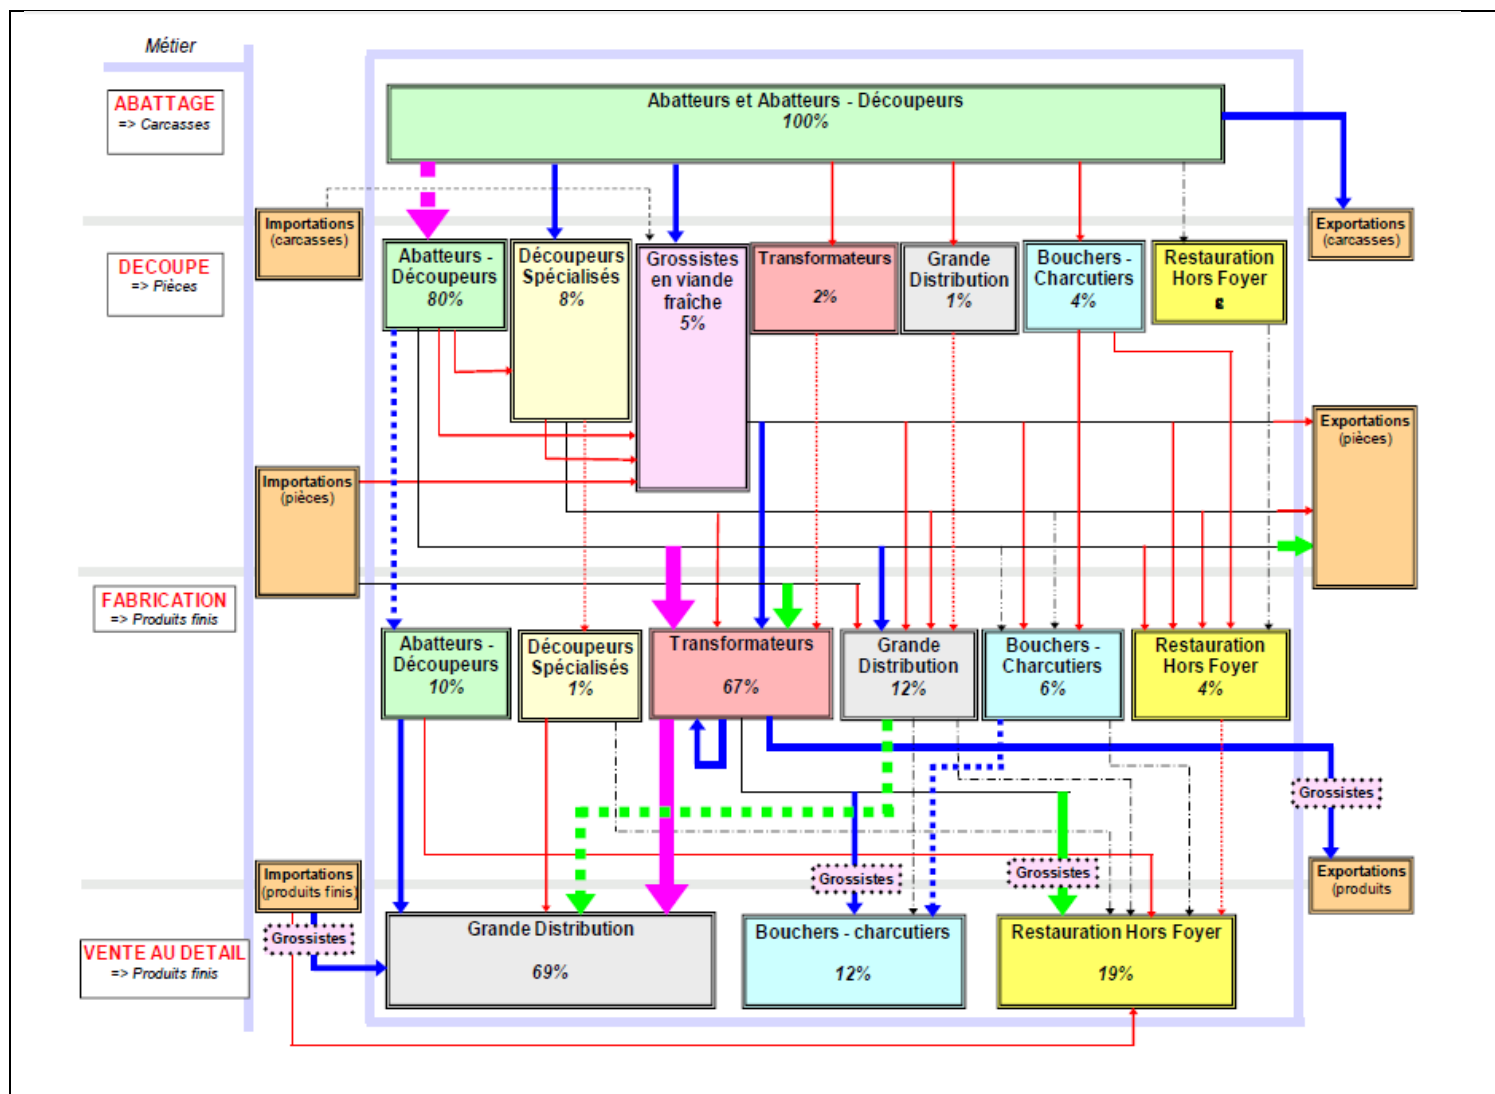 Métier
ABATTAGE
=> Carcasses
Abatteurs et Abatteurs - Découpeurs
100%
Importations
(carcasses)
Exportations
(carcasses)
DECOUPE
=> Pièces
Abatteurs -
Découpeurs
80%
Découpeurs
Spécialisés
8%
Grossistes
en viande
fraîche
5%
Transformateurs
2%
Grande
Distribution
1%
Bouchers -
Charcutiers
4%
Restauration
Hors Foyer
Exportations
(pièces)
Importations
(pièces)
FABRICATION
=> Produits finis
Abatteurs -
Découpeurs
10%
Découpeurs
Spécialisés
1%
Transformateurs
67%
Grande
Distribution
12%
Bouchers -
Charcutiers
6%
Restauration
Hors Foyer
4%
Grossistes
Importations
(produits finis)
Grossistes
Grossistes
Exportations
(produits
Grossistes
VENTE AU DETAIL
=> Produits finis
Grande Distribution
69%
Bouchers - charcutiers
12%
Restauration Hors Foyer
19%